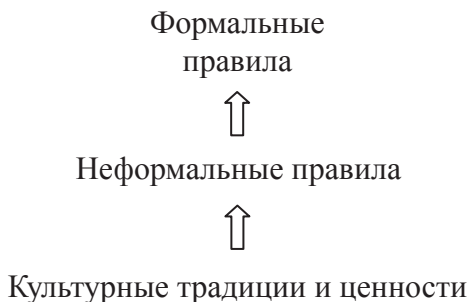 Формальные
правила
Неформальные правила
Культурные традиции и ценности